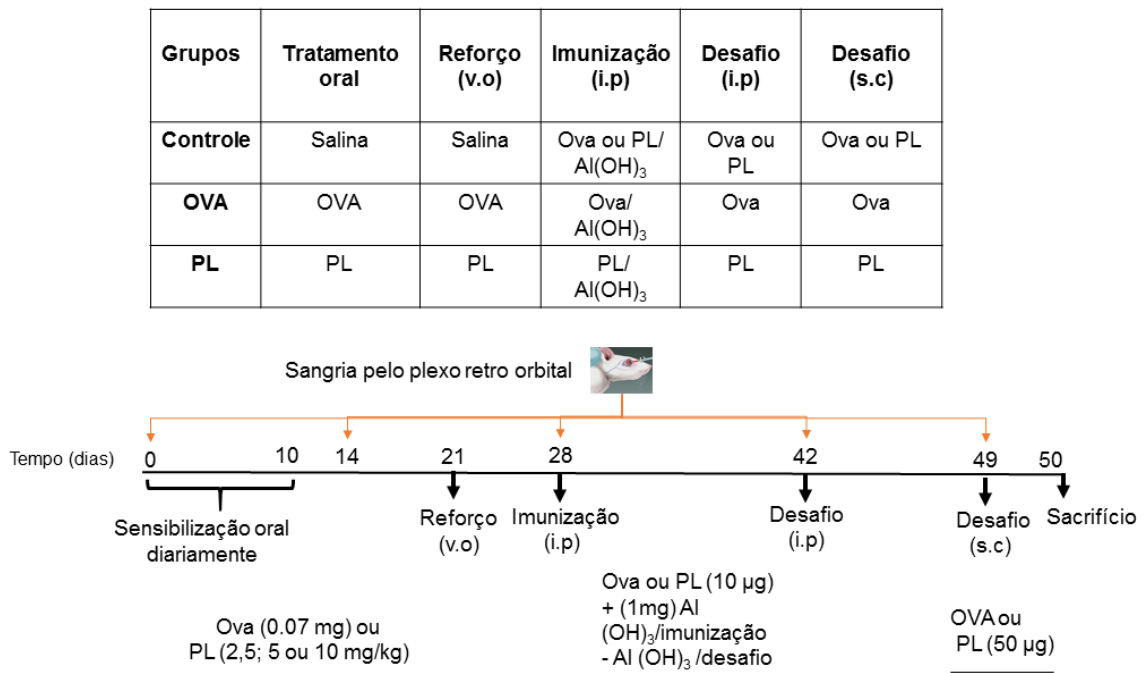 Grupos Tratamento oral Reforço (v.o) Imunização (i.p) Desafio (i.p) Desafio (s.c)
Controle Salina Salina Ova ou PL/ Al(OH)3 Ova ou PL Ova ou PL
OVA OVA OVA Ova/ Al(OH)3 Ova Ova
PL PL PL PL/ Al(OH)3 PL PL
Sangria pelo plexo retro orbital
Tempo (dias) 0 10 14 21 28 42 49 50
Sensibilização oral diariamente
Reforço (v.o)
Imunização (i.p)
Desafio (i.p)
Desafio (s.c)
Sacrifício
Ova (0.07 mg) ou
PL (2,5; 5 ou 10 mg/kg)
Ova ou PL (10 µg)
+ (1mg) Al
(OH)3/imunização
- Al (OH)3 /desafio
OVA ou
PL (50 µg)